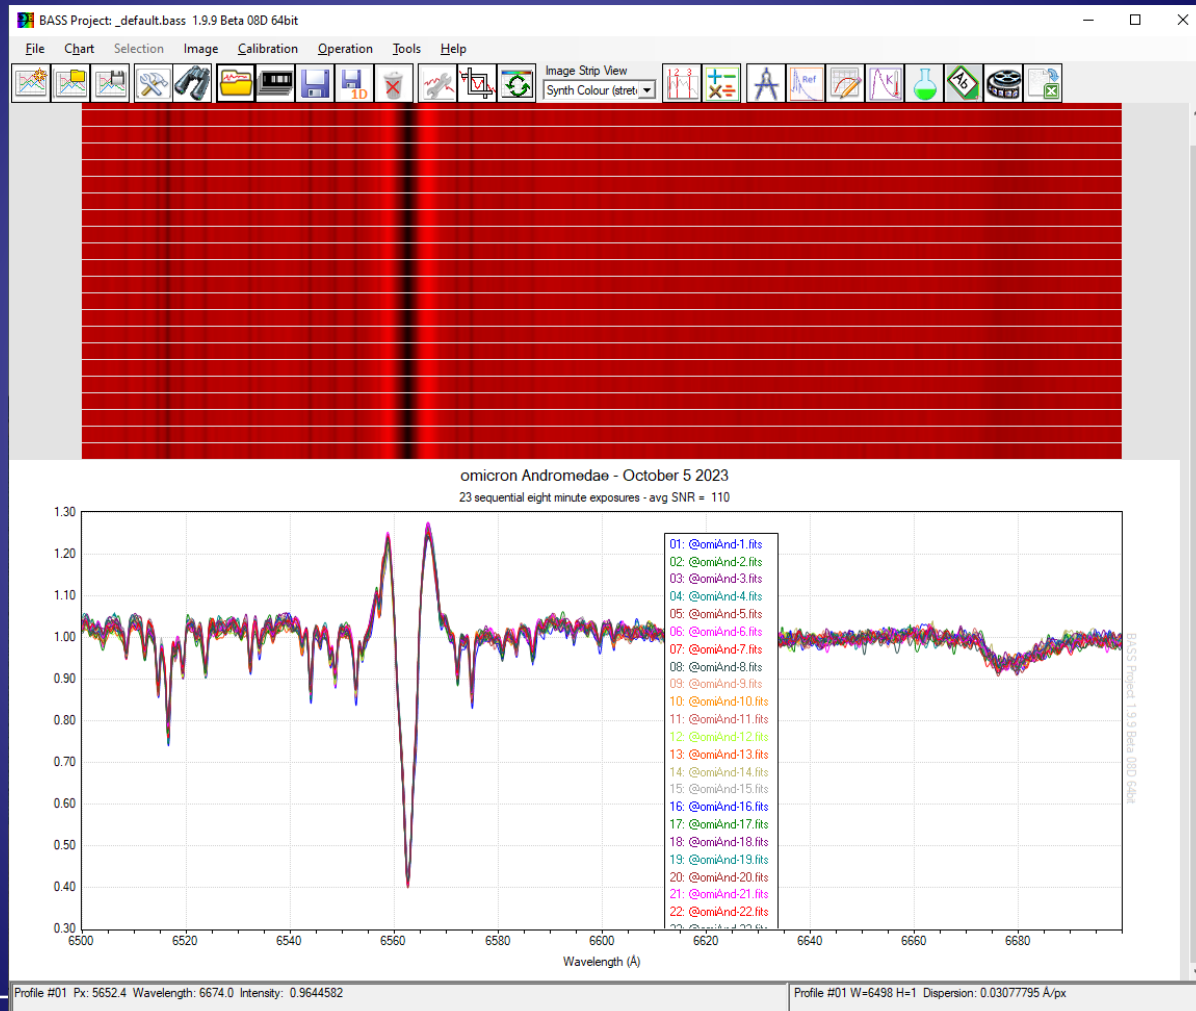 BASS Project: _default.bass 1.9.9 Beta 08D 64bit
File Chart Selection Image Calibration Operation Tools Help
Image Strip View
Synth Colour (stret
1D
1 2 3
Ref
K
Ab
omicron Andromedae - October 5 2023
23 sequential eight minute exposures - avg SNR = 110
1.30
1.20
1.10
1.00
0.90
0.80
0.70
0.60
0.50
0.40
0.30
01: @omiAnd-1.fits
02: @omiAnd-2.fits
03: @omiAnd-3.fits
04: @omiAnd-4.fits
05: @omiAnd-5.fits
06: @omiAnd-6.fits
07: @omiAnd-7.fits
08: @omiAnd-8.fits
09: @omiAnd-9.fits
10: @omiAnd-10.fits
11: @omiAnd-11.fits
12: @omiAnd-12.fits
13: @omiAnd-13.fits
14: @omiAnd-14.fits
15: @omiAnd-15.fits
16: @omiAnd-16.fits
17: @omiAnd-17.fits
18: @omiAnd-18.fits
19: @omiAnd-19.fits
20: @omiAnd-20.fits
21: @omiAnd-21.fits
22: @omiAnd-22.fits
BASS Project 1.9.9 Beta 08D 64bit
6500 6520 6540 6560 6580 6600 6620 6640 6660 6680
Wavelength (Å)
Profile #01 Px: 5652.4 Wavelength: 6674.0 Intensity: 0.9644582
Profile #01 W=6498 H=1 Dispersion: 0.03077795 Å/px